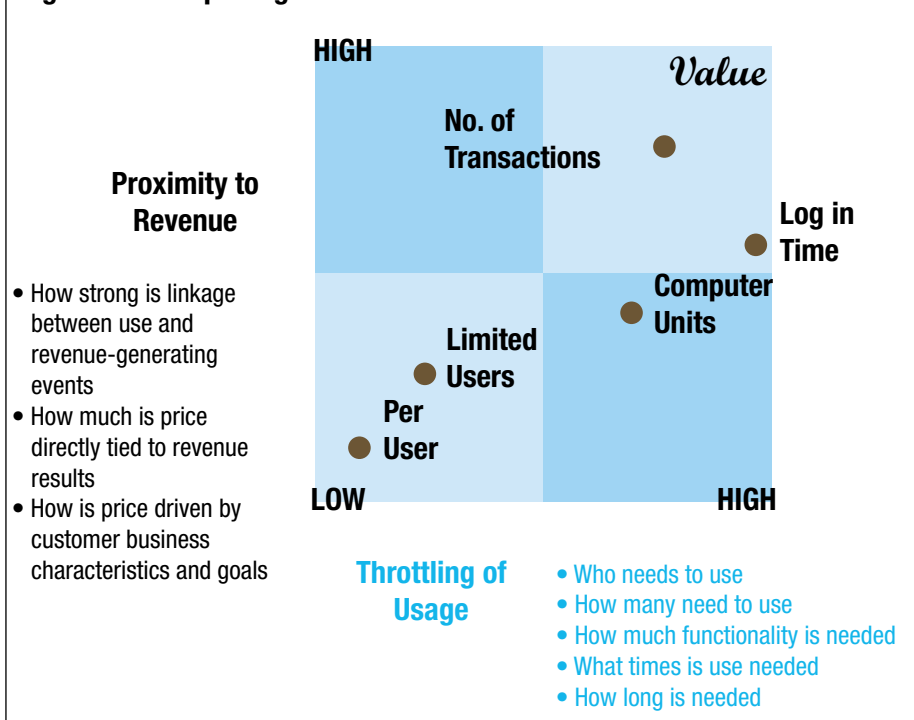 HIGH
Value
No. of
Transactions
Proximity to
Revenue
Log in
Time
• How strong is linkage
between use and
revenue-generating
events
• How much is price
directly tied to revenue
results
• How is price driven by
customer business
characteristics and goals
Computer
Units
Limited
Users
Per
User
LOW
HIGH
Throttling of
Usage
• Who needs to use
• How many need to use
• How much functionality is needed
• What times is use needed
• How long is needed